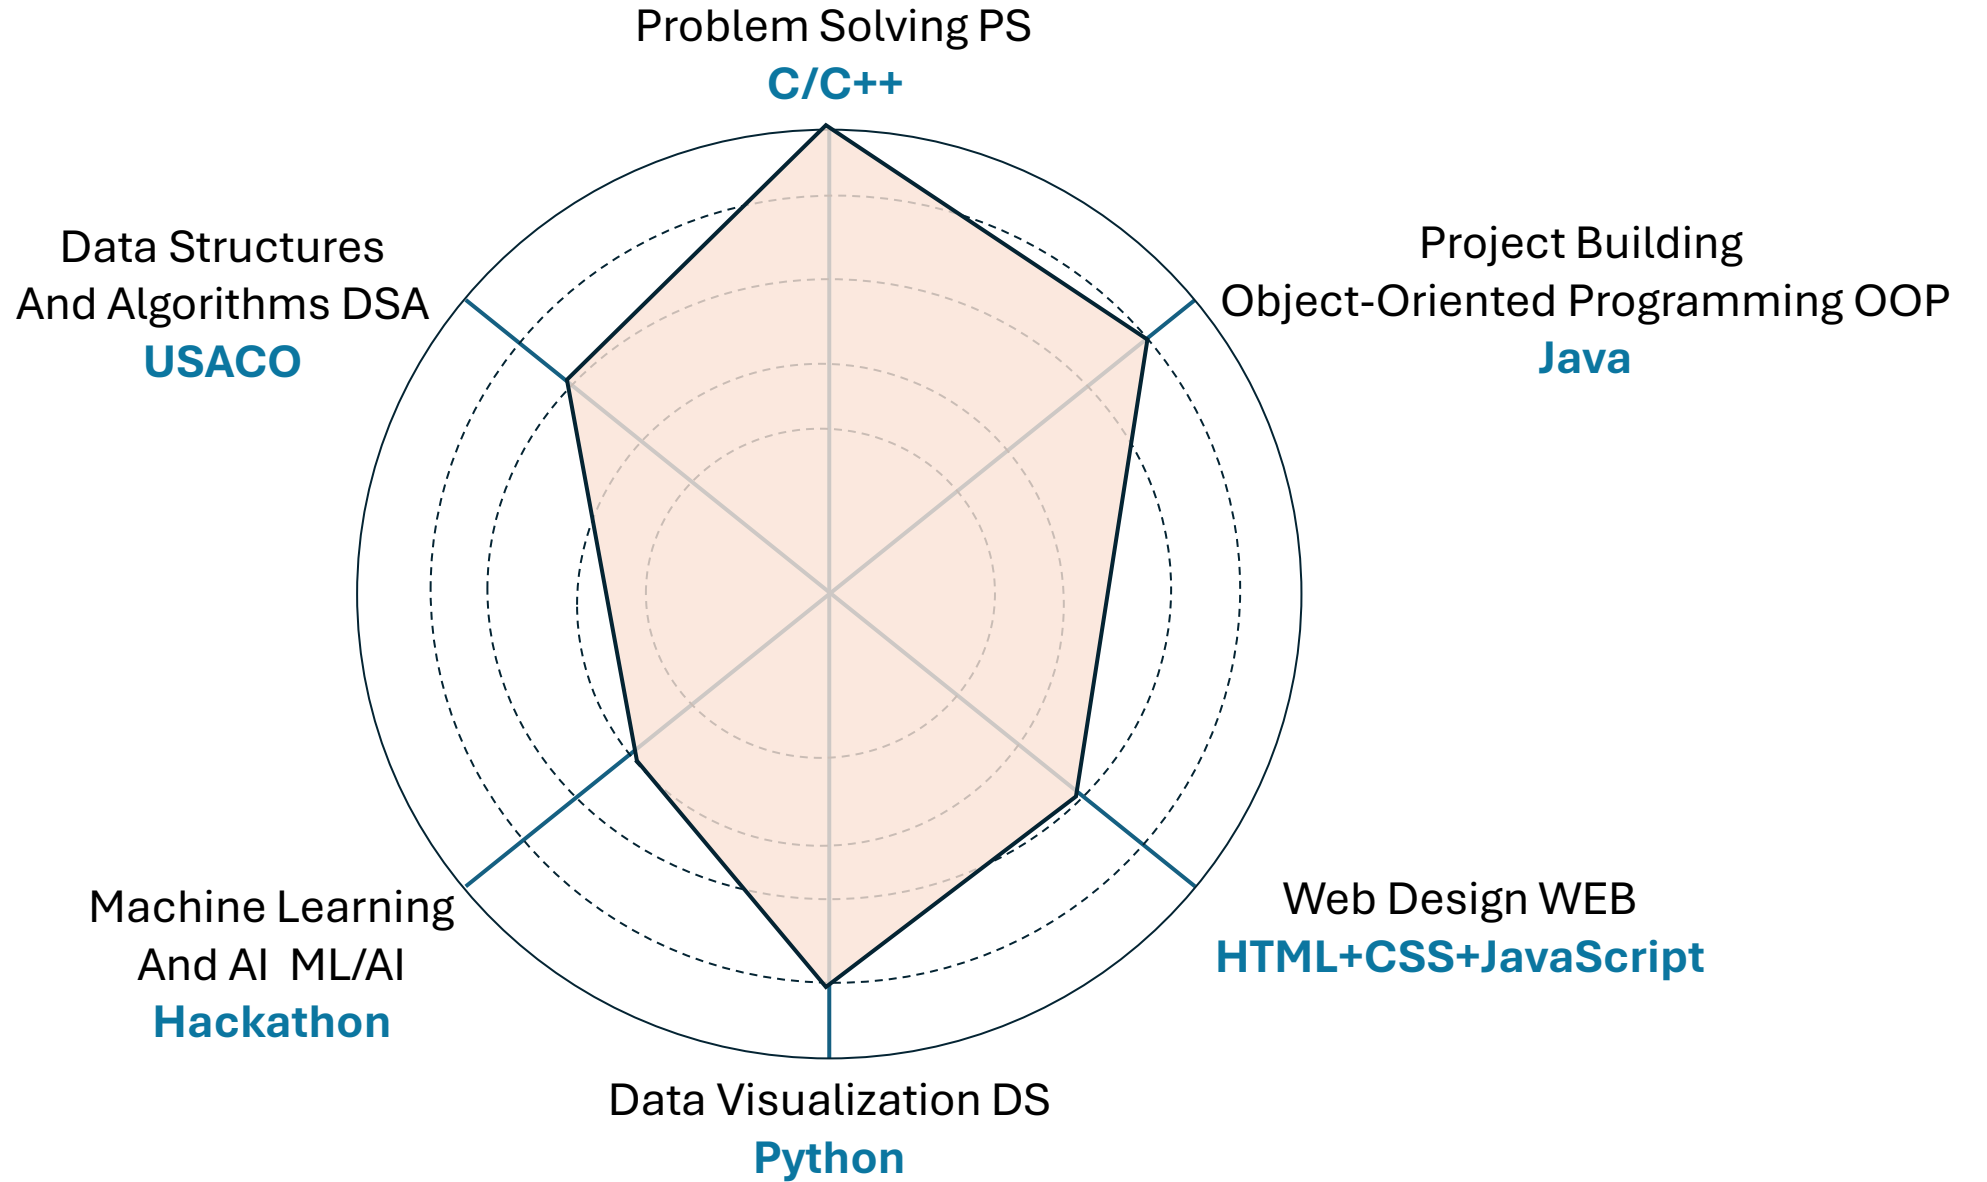 Problem Solving PS
C/C++
Data Structures
And Algorithms DSA
USACO
Project Building
Object-Oriented Programming OOP
Java
Machine Learning
And AI  ML/AI
Hackathon
Web Design WEB
HTML+CSS+JavaScript
Data Visualization DS
Python